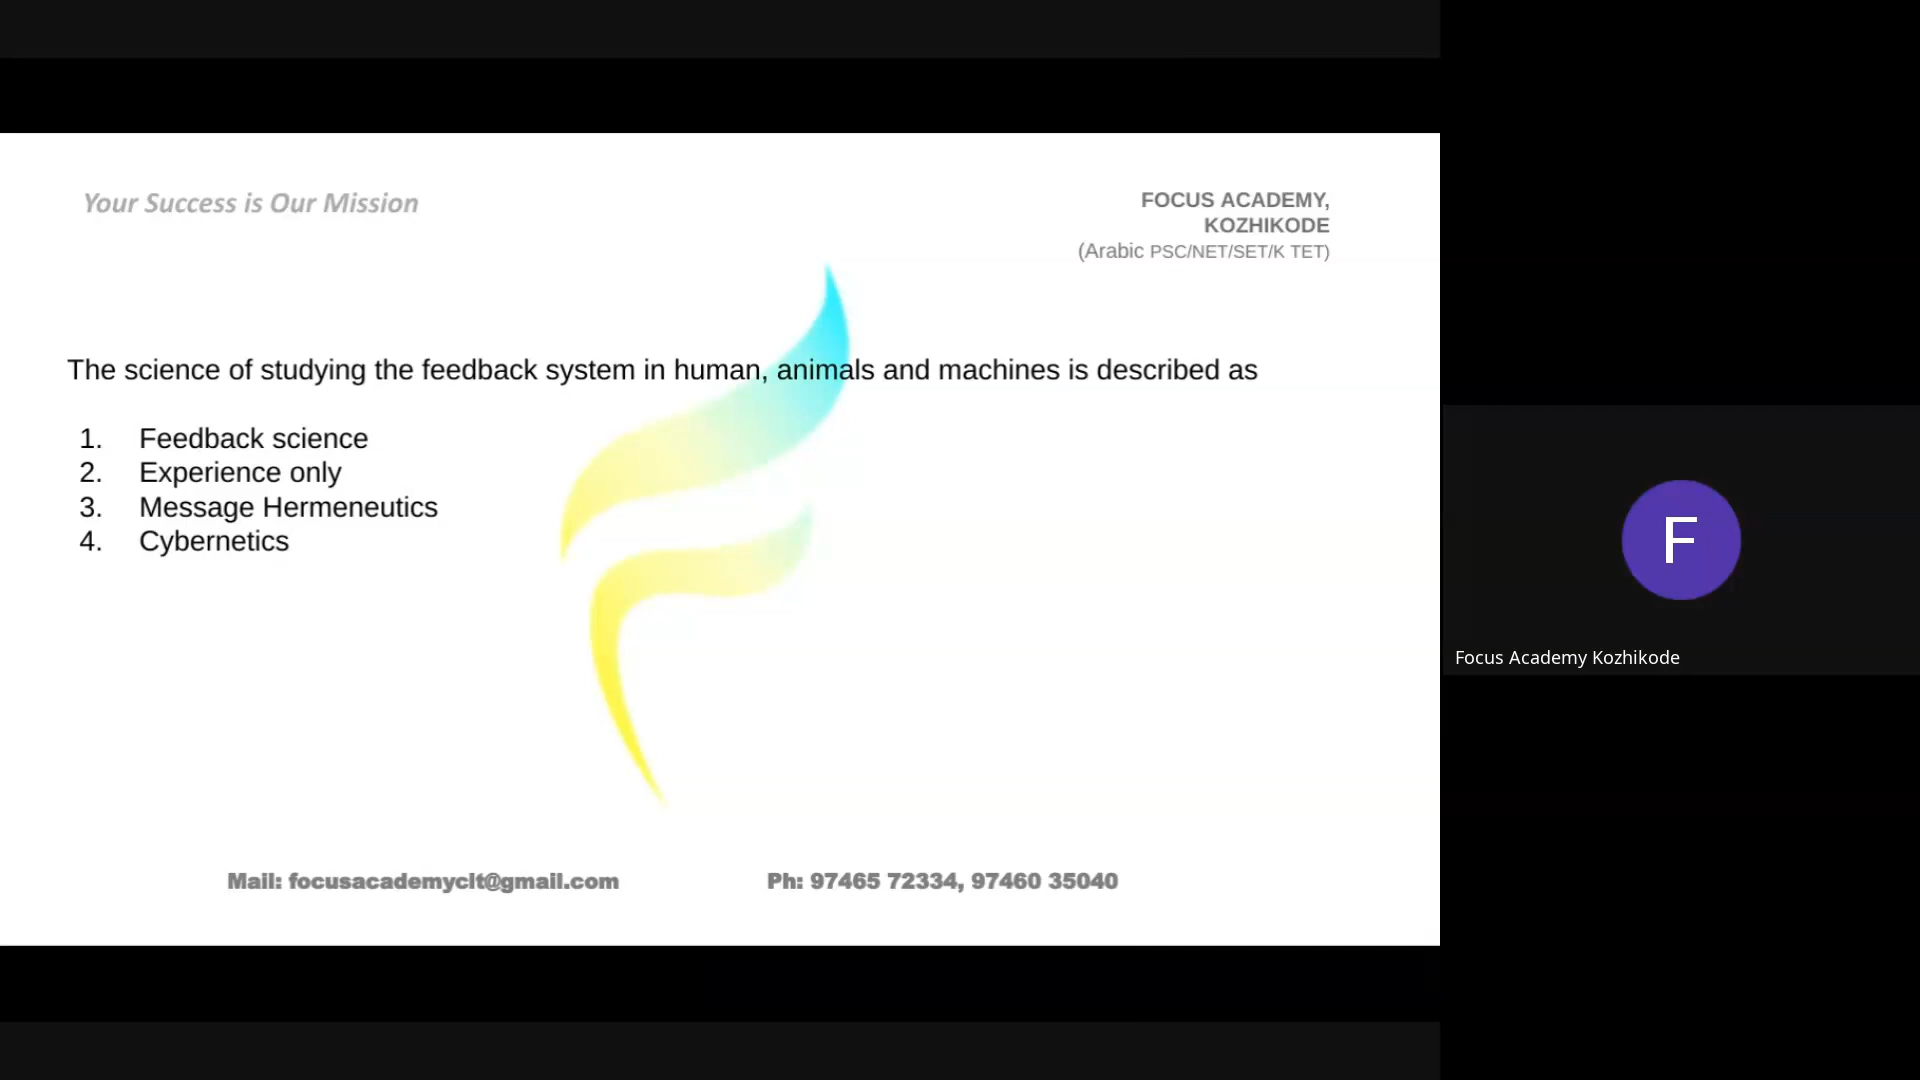 Your Success is Our Mission
FOCUS ACADEMY,
KOZHIKODE
(Arabic PSC/NET/SET/K TET)
The science of studying the feedback system in human, animals and machines is described as
1. Feedback science
2. Experience only
3. Message Hermeneutics
4. Cybernetics
Mail: focusacademyclt@gmail.com Ph: 97465 72334, 97460 35040
F
Focus Academy Kozhikode